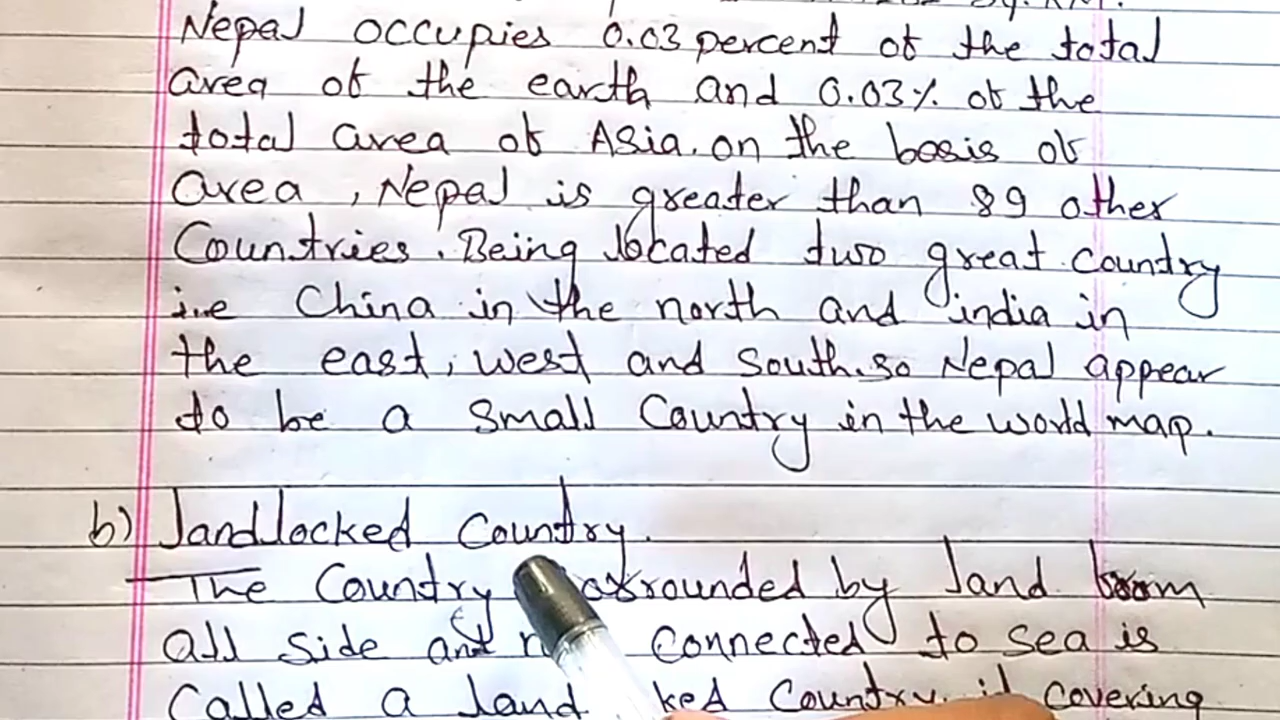 Nepal occupies 0.03 percent of the total
area of the earth and 0.03% of the
total area of Asia. on the basis of
area, Nepal is greater than 89 other
Countries. Being located two great country
i.e China in the north and india in
the east, west and south. so Nepal appear
to be a small Country in the world map.
b) landlocked Country.
The Country by land from
all side and connected to sea is
called a land ked Country. it covering